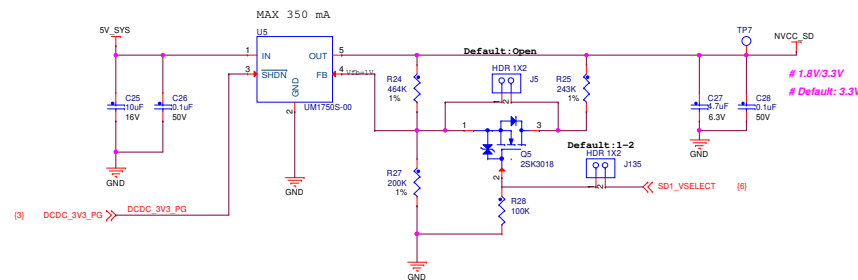 MAX 350 mA
5V_SYS
U5
TP7
NVCC_SD
1
IN
OUT
5
Default:Open
3
SHDN
FB
4
Vfb=1V
GND
2
UM1750S-00
R24
464K
1%
HDR 1X2
J5
1
2
R25
243K
1%
# 1.8V/3.3V
# Default: 3.3V
C25
10uF
16V
C26
0.1uF
50V
C27
4.7uF
6.3V
C28
0.1uF
50V
1
3
Q5
2SK3018
2
Default:1-2
HDR 1X2
J135
1
2
GND
GND
GND
R27
200K
1%
R28
100K
SD1_VSELECT
{6}
{3}
DCDC_3V3_PG
DCDC_3V3_PG
GND